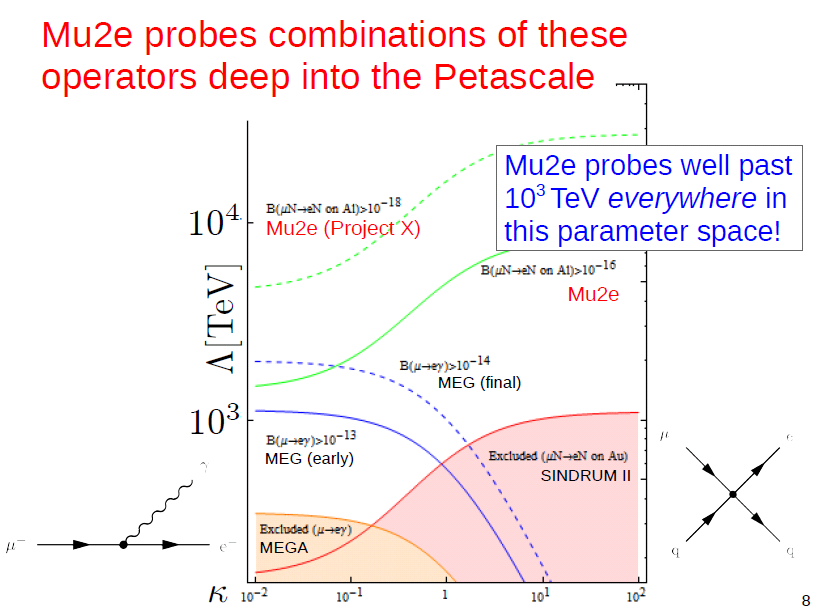 Mu2e probes combinations of these
operators deep into the Petascale
Mu2e probes well past
10³ TeV everywhere in
this parameter space!
B(μN→eN on Al)>10⁻¹⁸
Mu2e (Project X)
10⁴
B(μN→eN on Al)>10⁻¹⁶
Mu2e
Λ[TeV]
B(μ→eγ)>10⁻¹⁴
MEG (final)
10³
B(μ→eγ)>10⁻¹³
MEG (early)
Excluded (μN→eN on Au)
SINDRUM II
Excluded (μ→eγ)
MEGA
γ
μ⁻ e⁻
μ e
q q
κ 10⁻² 10⁻¹ 1 10¹ 10²
8